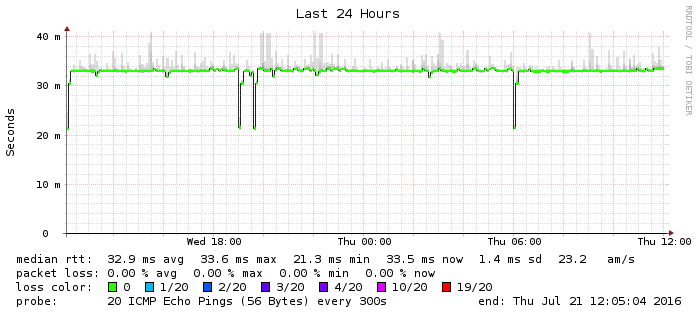 Last 24 Hours
RRDTOOL / TOBI OETIKER
Seconds
40 m
30 m
20 m
10 m
0
Wed 18:00 Thu 00:00 Thu 06:00 Thu 12:00
median rtt: 32.9 ms avg 33.6 ms max 21.3 ms min 33.5 ms now 1.4 ms sd 23.2 am/s
packet loss: 0.00 % avg 0.00 % max 0.00 % min 0.00 % now
loss color: 0 1/20 2/20 3/20 4/20 10/20 19/20
probe: 20 ICMP Echo Pings (56 Bytes) every 300s end: Thu Jul 21 12:05:04 2016